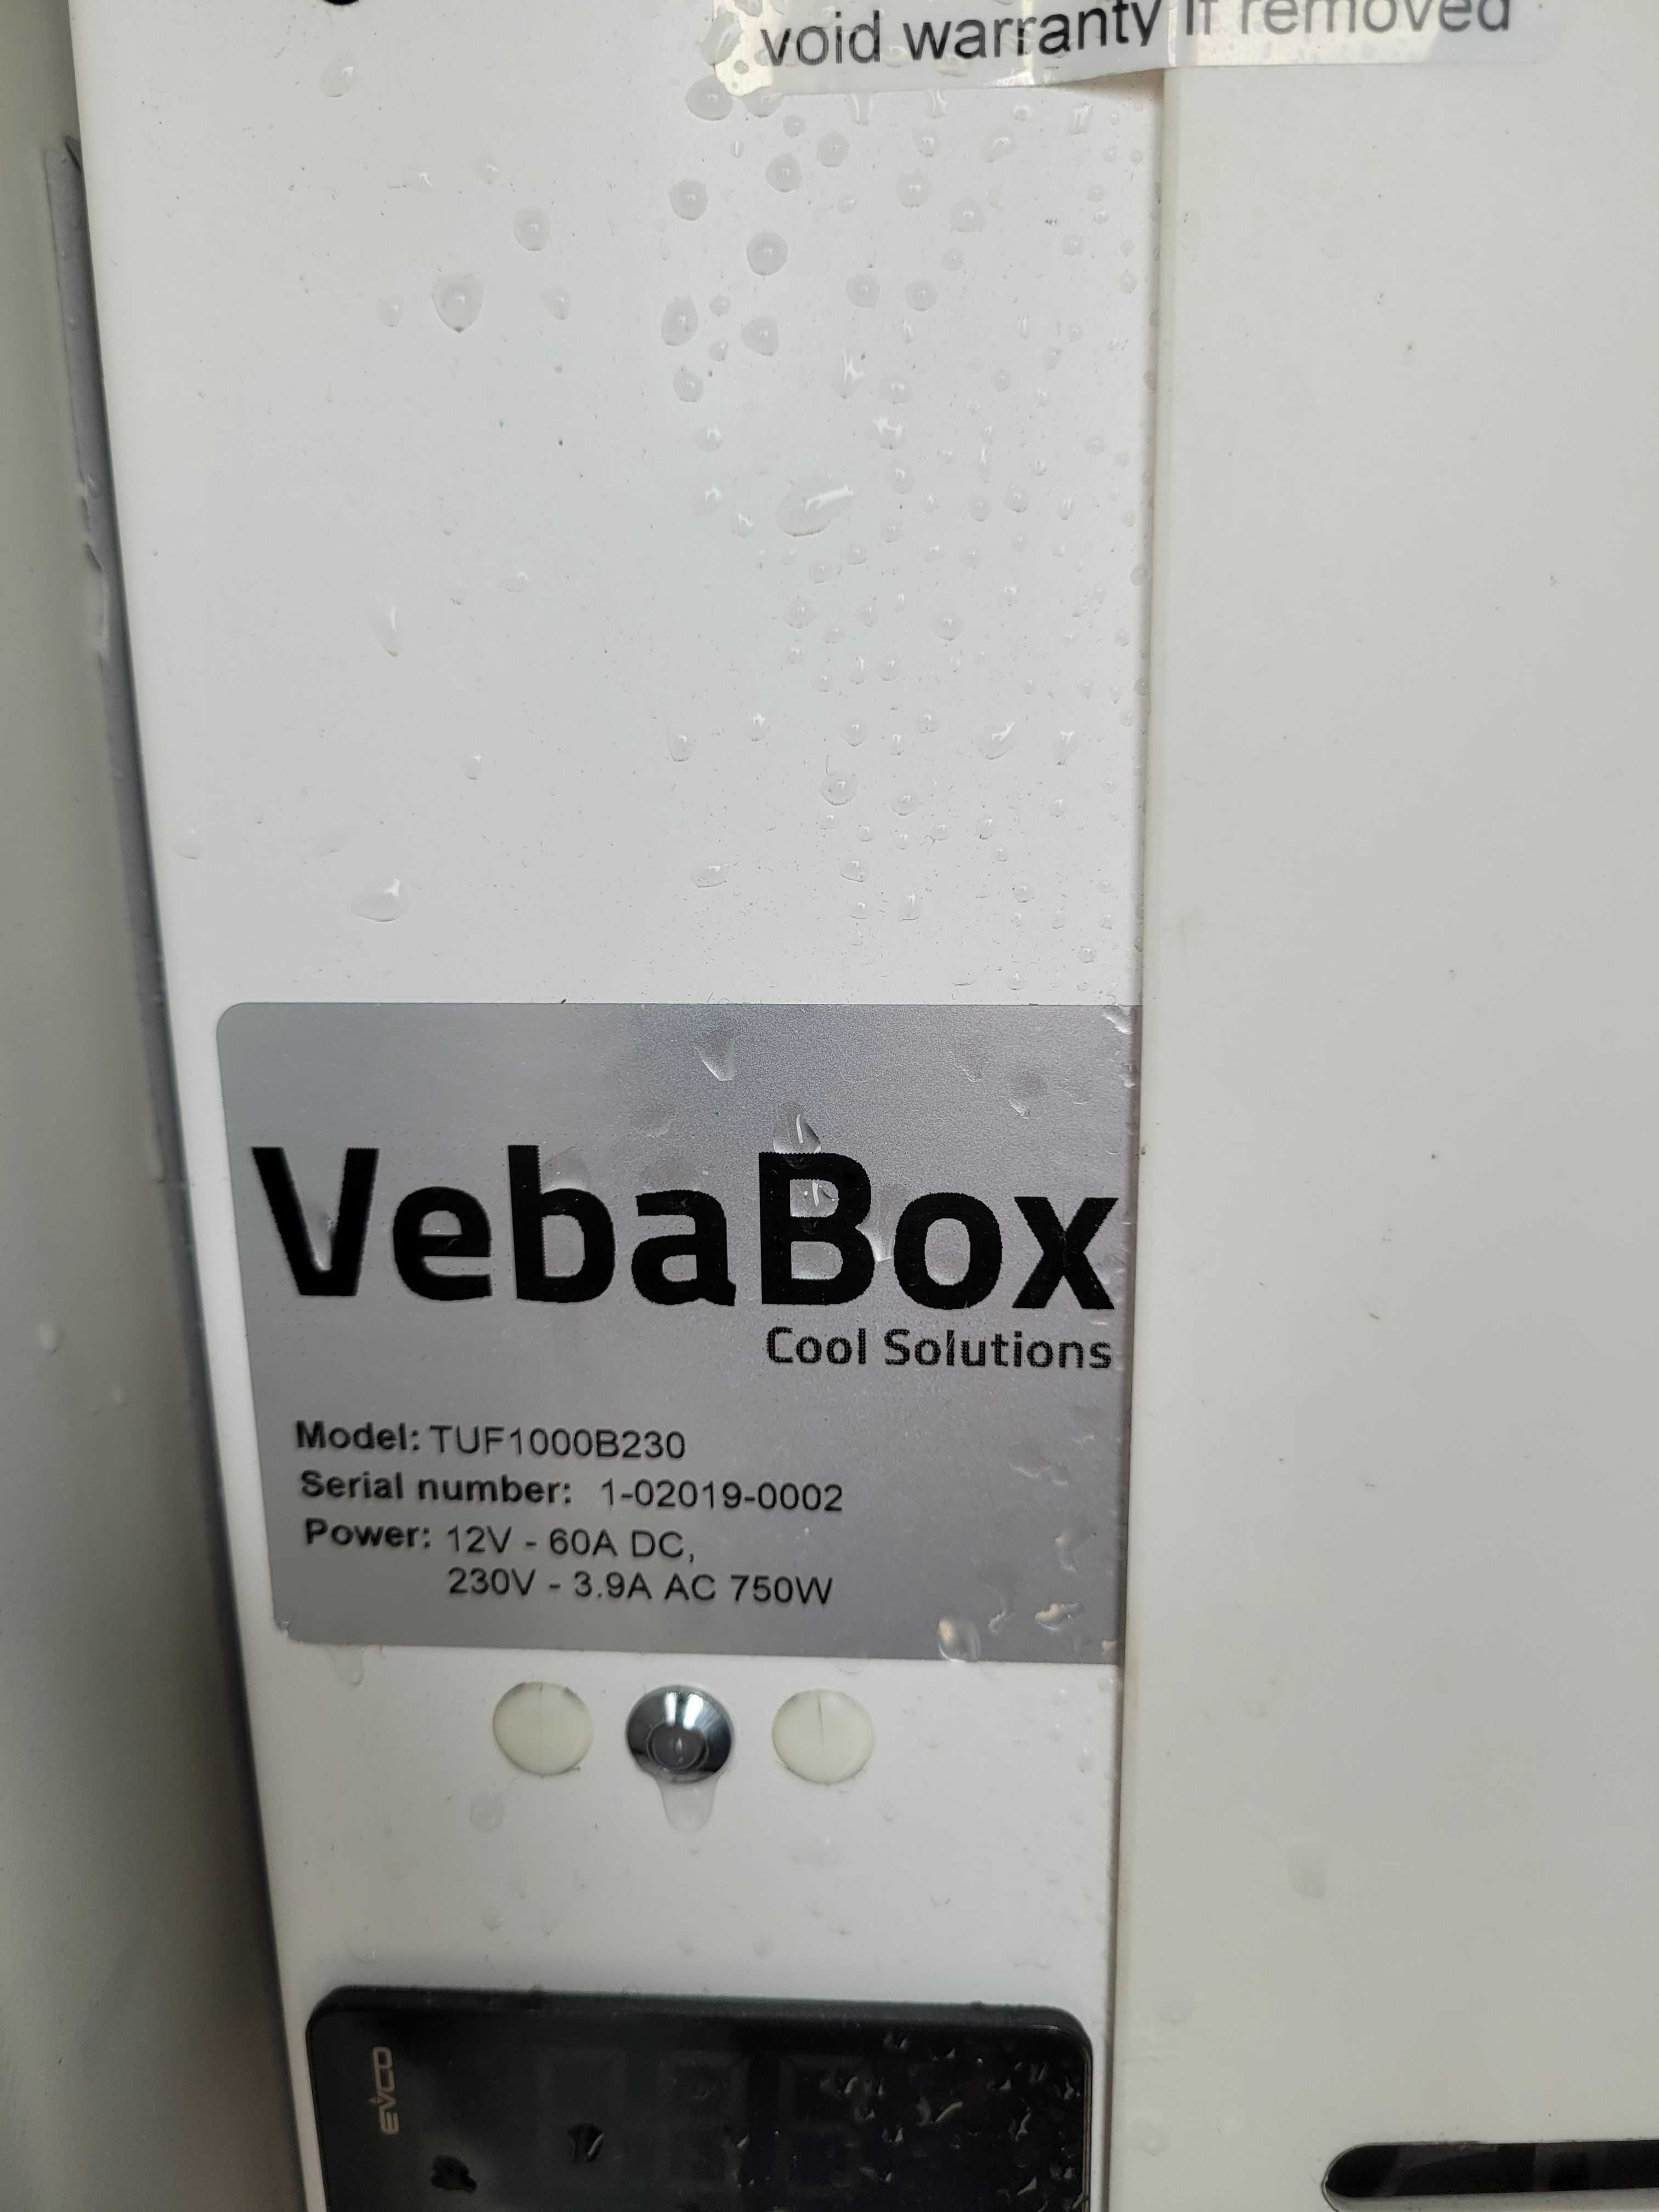 void warranty if removed
VebaBox
Cool Solutions
Model: TUF1000B230
Serial number: 1-02019-0002
Power: 12V - 60A DC,
230V - 3.9A AC 750W
EVCO